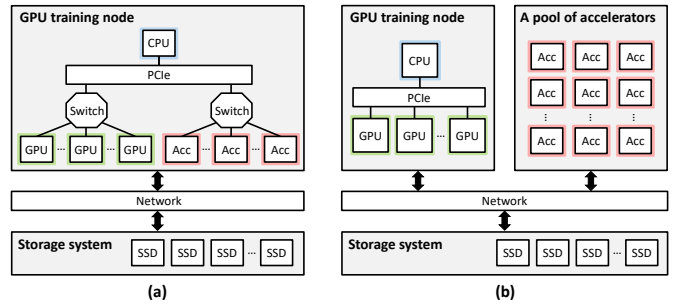 GPU training node
CPU
PCIe
Switch Switch
GPU ... GPU ... GPU Acc ... Acc ... Acc
Network
Storage system SSD SSD SSD ... SSD
(a)
GPU training node
CPU
PCIe
GPU GPU ... GPU
A pool of accelerators
Acc Acc Acc
Acc Acc Acc
... ... ...
Acc Acc Acc
Network
Storage system SSD SSD SSD ... SSD
(b)